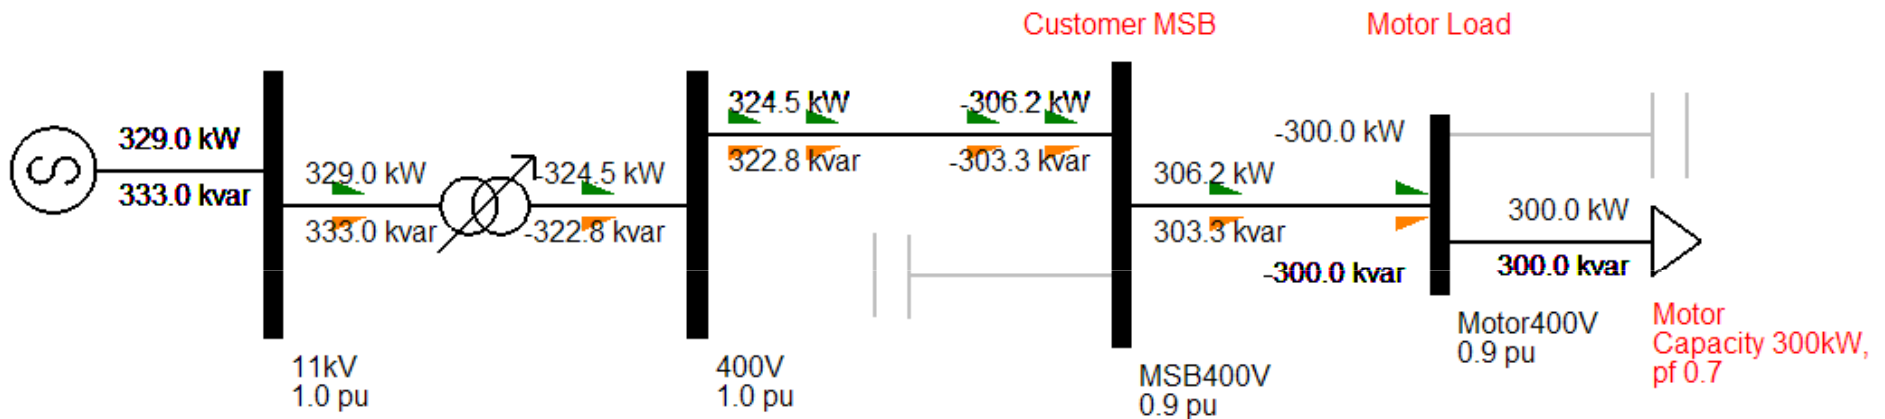 Customer MSB
Motor Load
329.0 kW
333.0 kvar
329.0 kW
333.0 kvar
-324.5 kW
-322.8 kvar
324.5 kW
322.8 kvar
-306.2 kW
-303.3 kvar
306.2 kW
303.3 kvar
-300.0 kW
-300.0 kvar
300.0 kW
300.0 kvar
11kV
1.0 pu
400V
1.0 pu
MSB400V
0.9 pu
Motor400V
0.9 pu
Motor
Capacity 300kW,
pf 0.7